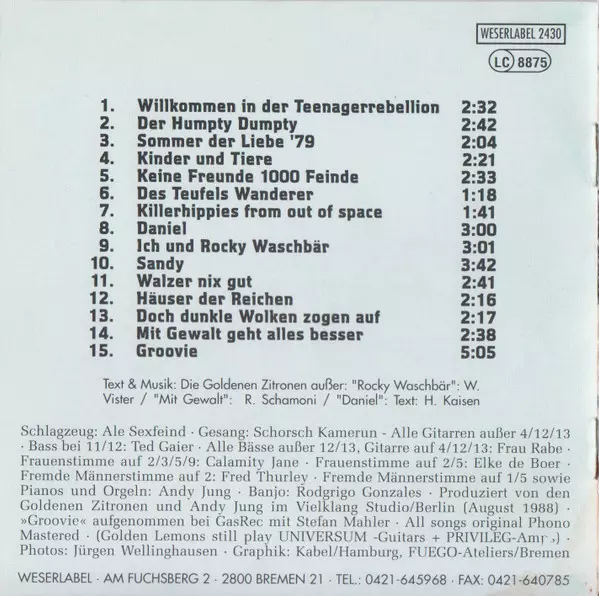 WESERLABEL 2430
LC 8875
1. Willkommen in der Teenagerrebellion 2:32
2. Der Humpty Dumpty 2:42
3. Sommer der Liebe '79 2:04
4. Kinder und Tiere 2:21
5. Keine Freunde 1000 Feinde 2:33
6. Des Teufels Wanderer 1:18
7. Killerhippies from out of space 1:41
8. Daniel 3:00
9. Ich und Rocky Waschbär 3:01
10. Sandy 3:42
11. Walzer nix gut 2:41
12. Häuser der Reichen 2:16
13. Doch dunkle Wolken zogen auf 2:17
14. Mit Gewalt geht alles besser 2:38
15. Groovie 5:05
Text & Musik: Die Goldenen Zitronen außer: "Rocky Waschbär": W.
Vister / "Mit Gewalt": R. Schamoni / "Daniel": Text: H. Kaisen
Schlagzeug: Ale Sexfeind · Gesang: Schorsch Kamerun - Alle Gitarren außer 4/12/13
· Bass bei 11/12: Ted Gaier · Alle Bässe außer 12/13, Gitarre auf 4/12/13: Frau Rabe ·
Frauenstimme auf 2/3/5/9: Calamity Jane · Frauenstimme auf 2/5: Elke de Boer ·
Fremde Männerstimme auf 2: Fred Thurley · Fremde Männerstimme auf 1/5 sowie
Pianos und Orgeln: Andy Jung · Banjo: Rodgrigo Gonzales · Produziert von den
Goldenen Zitronen und Andy Jung im Vielklang Studio/Berlin (August 1988) ·
»Groovie« aufgenommen bei GasRec mit Stefan Mahler · All songs original Phono
Mastered · (Golden Lemons still play UNIVERSUM -Guitars + PRIVILEG-Amps) ·
Photos: Jürgen Wellinghausen · Graphik: Kabel/Hamburg, FUEGO-Ateliers/Bremen
WESERLABEL · AM FUCHSBERG 2 · 2800 BREMEN 21 · TEL.: 0421-645968 · FAX: 0421-640785